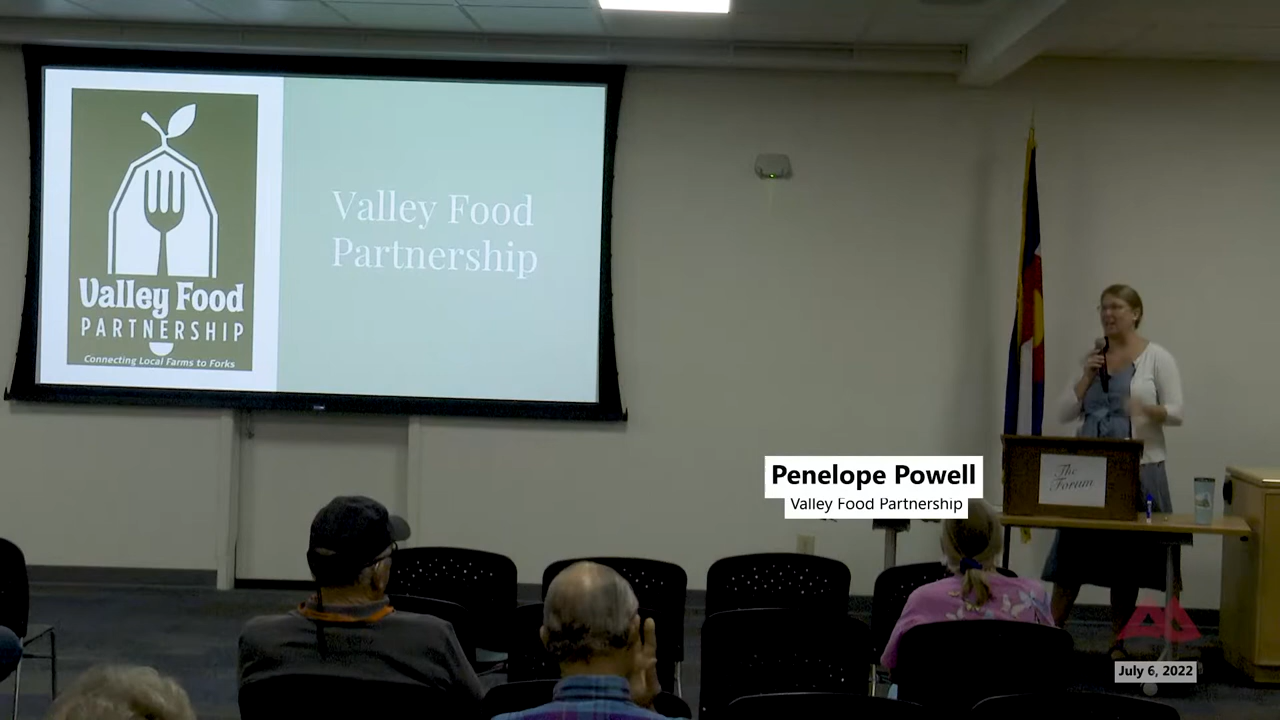 Valley Food
PARTNERSHIP
Connecting Local Farms to Forks
Valley Food
Partnership
Penelope Powell
Valley Food Partnership
The
Forum
July 6, 2022